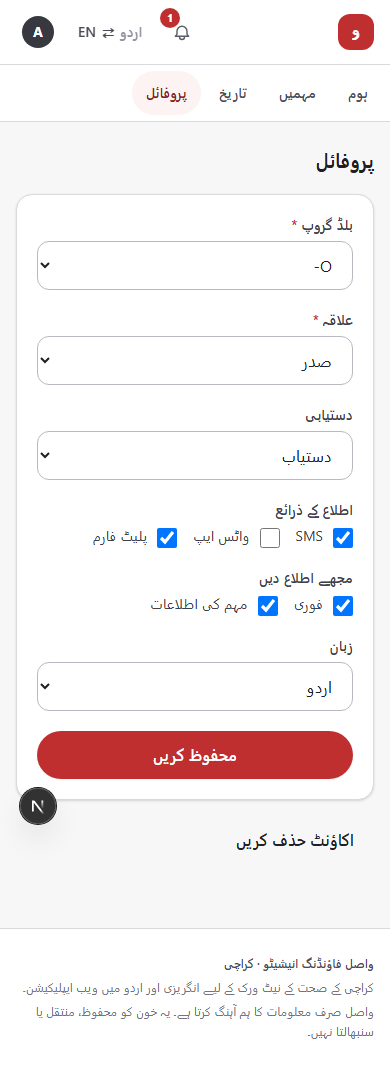 و
1
اردو ⇄ EN
A
ہوم
مہمیں
تاریخ
پروفائل
پروفائل
بلڈ گروپ *
O-
علاقہ *
صدر
دستیابی
دستیاب
اطلاع کے ذرائع
SMS
واٹس ایپ
پلیٹ فارم
مجھے اطلاع دیں
فوری
مہم کی اطلاعات
زبان
اردو
محفوظ کریں
N
اکاؤنٹ حذف کریں
واصل فاؤنڈنگ انیشیٹو · کراچی
کراچی کے صحت کے نیٹ ورک کے لیے انگریزی اور اردو میں ویب ایپلیکیشن۔
واصل صرف معلومات کا ہم آہنگ کرتا ہے۔ یہ خون کو محفوظ، منتقل یا
سنبھالتا نہیں۔